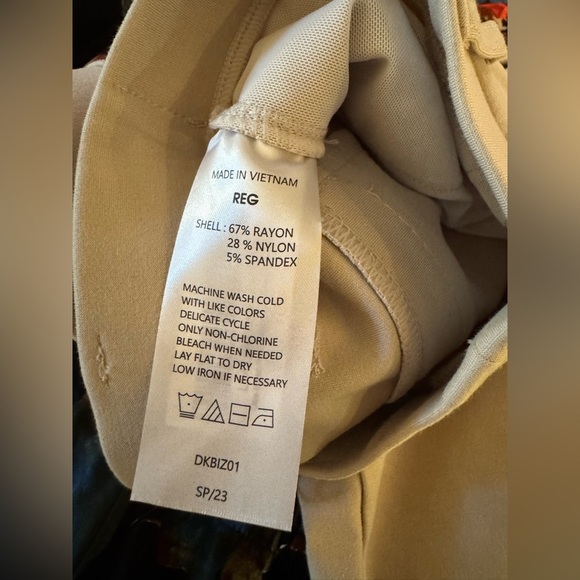 MADE IN VIETNAM
REG
SHELL : 67% RAYON
28 % NYLON
5% SPANDEX
MACHINE WASH COLD
WITH LIKE COLORS
DELICATE CYCLE
ONLY NON-CHLORINE
BLEACH WHEN NEEDED
LAY FLAT TO DRY
LOW IRON IF NECESSARY
DKBIZ01
SP/23